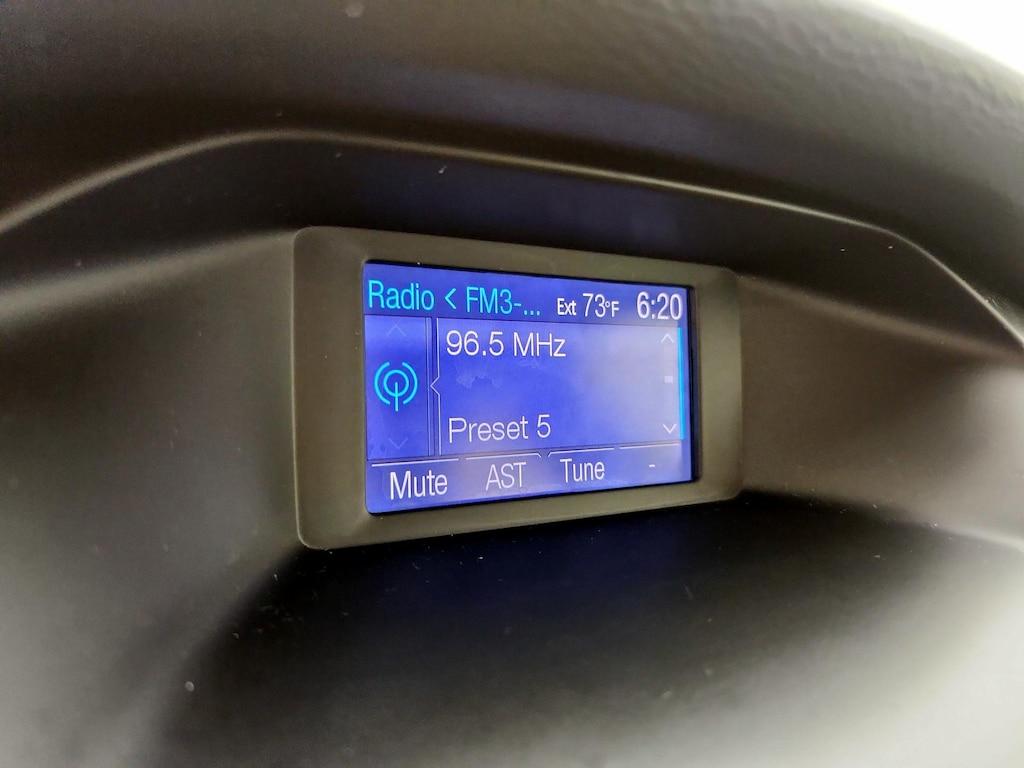 Radio < FM3-... Ext 73°F 6:20
96.5 MHz
Preset 5
Mute AST Tune -